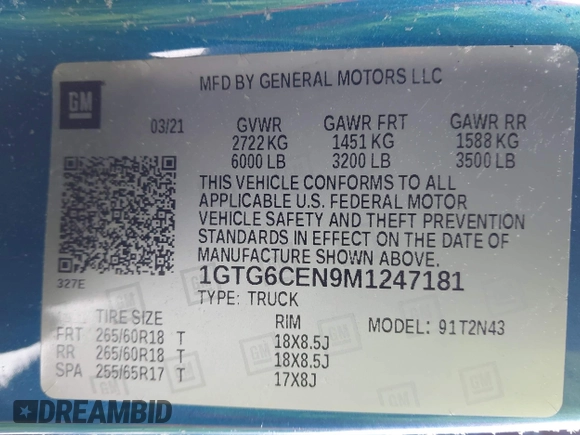 GM
MFD BY GENERAL MOTORS LLC
03/21
GVWR GAWR FRT GAWR RR
2722 KG 1451 KG 1588 KG
6000 LB 3200 LB 3500 LB
THIS VEHICLE CONFORMS TO ALL
APPLICABLE U.S. FEDERAL MOTOR
VEHICLE SAFETY AND THEFT PREVENTION
STANDARDS IN EFFECT ON THE DATE OF
MANUFACTURE SHOWN ABOVE.
327E
1GTG6CEN9M1247181
TYPE: TRUCK
TIRE SIZE RIM MODEL: 91T2N43
FRT 265/60R18 T 18X8.5J
RR 265/60R18 T 18X8.5J
SPA 255/65R17 T 17X8J
DREAMBID